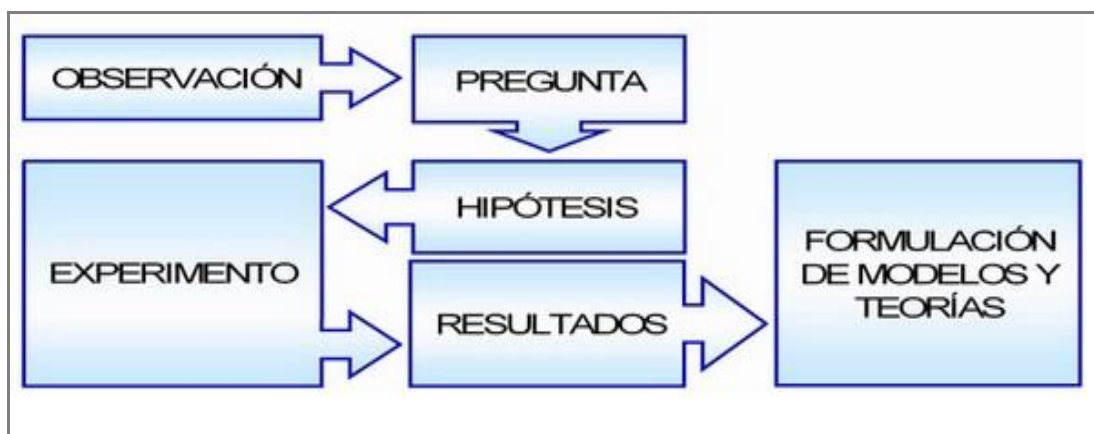 OBSERVACIÓN
PREGUNTA
HIPÓTESIS
EXPERIMENTO
RESULTADOS
FORMULACIÓN
DE MODELOS Y
TEORÍAS